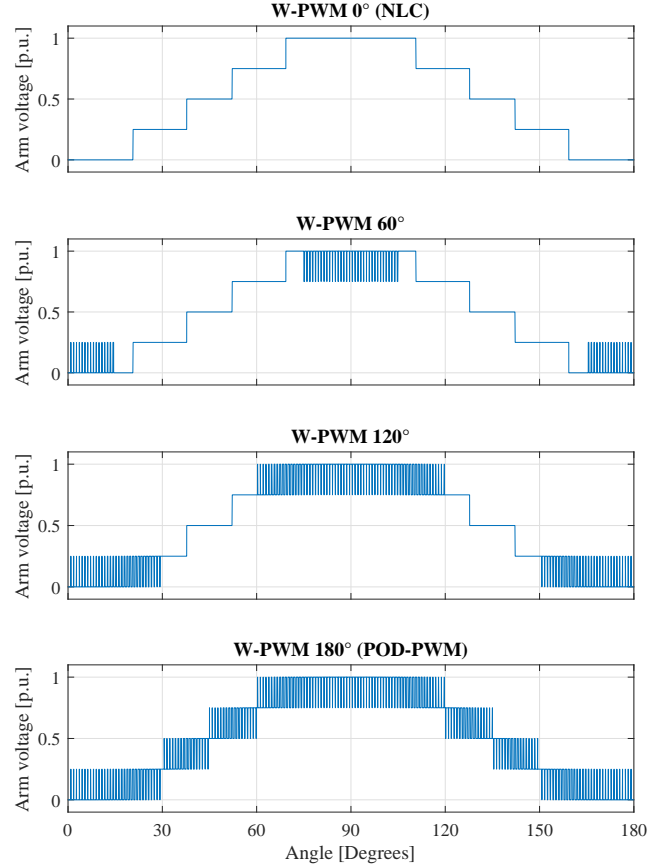 W-PWM 0° (NLC)
Arm voltage [p.u.]
1
0.5
0
W-PWM 60°
Arm voltage [p.u.]
1
0.5
0
W-PWM 120°
Arm voltage [p.u.]
1
0.5
0
W-PWM 180° (POD-PWM)
Arm voltage [p.u.]
1
0.5
0
0 30 60 90 120 150 180
Angle [Degrees]